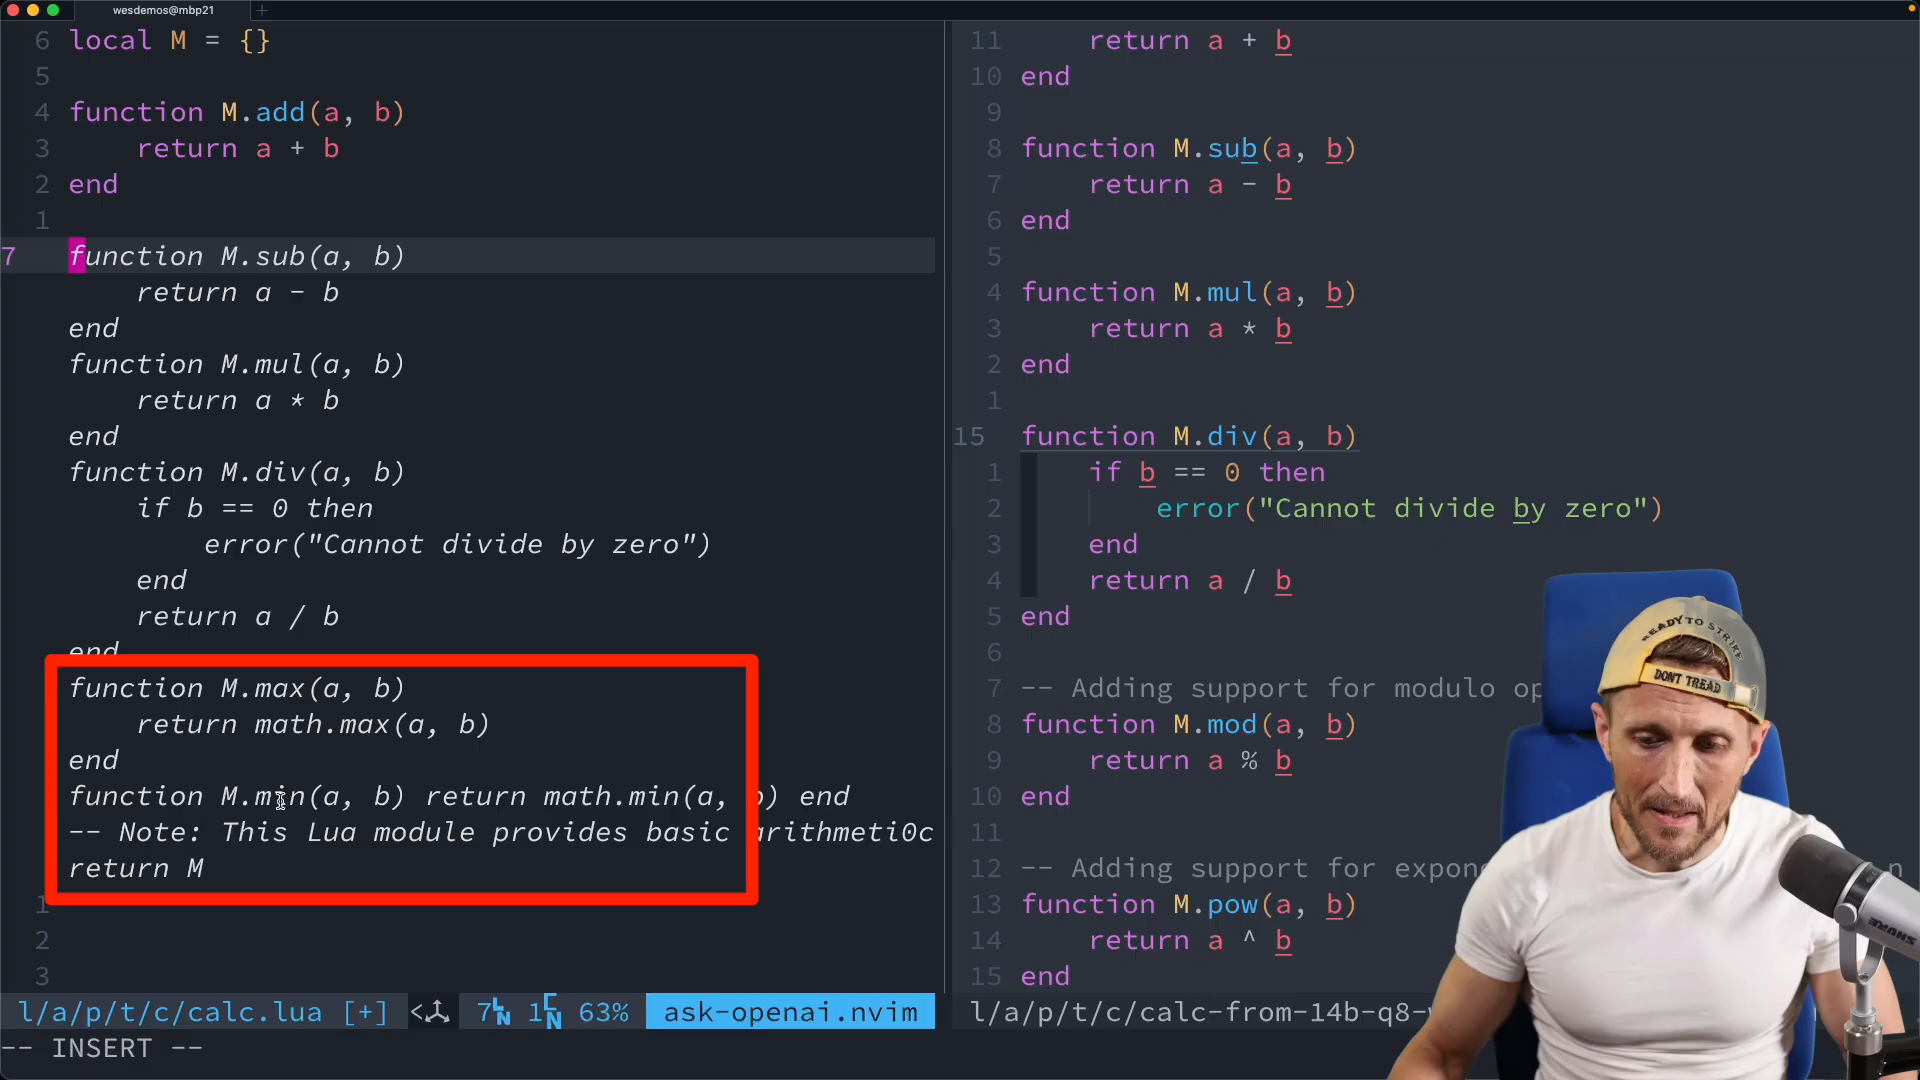 wesdemos@mbp21 +
6 local M = {}
5
4 function M.add(a, b)
3 return a + b
2 end
1
7 function M.sub(a, b)
return a - b
end
function M.mul(a, b)
return a * b
end
function M.div(a, b)
if b == 0 then
error("Cannot divide by zero")
end
return a / b
end
function M.max(a, b)
return math.max(a, b)
end
function M.min(a, b) return math.min(a, b) end
-- Note: This Lua module provides basic arithmeti0c
return M
1
2
3
l/a/p/t/c/calc.lua [+] 7 1 63% ask-openai.nvim
-- INSERT --
11 return a + b
10 end
9
8 function M.sub(a, b)
7 return a - b
6 end
5
4 function M.mul(a, b)
3 return a * b
2 end
1
15 function M.div(a, b)
1 if b == 0 then
2 error("Cannot divide by zero")
3 end
4 return a / b
5 end
6
7 -- Adding support for modulo op
8 function M.mod(a, b)
9 return a % b
10 end
11
12 -- Adding support for expon n
13 function M.pow(a, b)
14 return a ^ b
15 end
l/a/p/t/c/calc-from-14b-q8-
READY TO STRIKE
DONT TREAD
SHURE